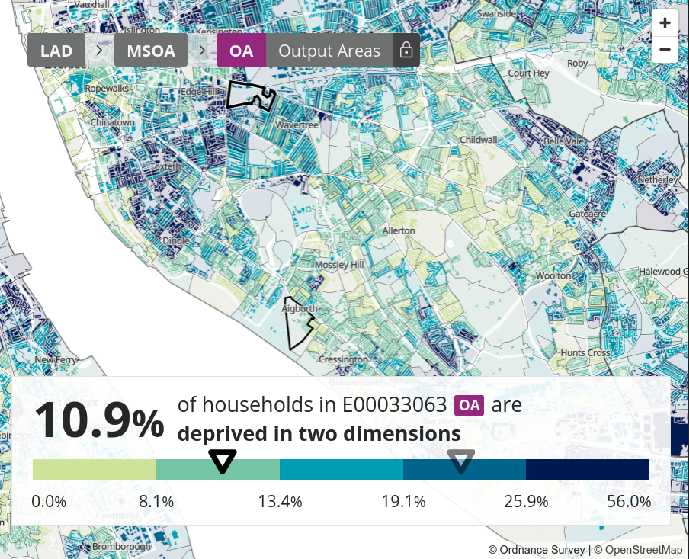 Vauxhall
Kensington
Swanside
Roby
LAD > MSOA > OA Output Areas
+
−
Court Hey
Ropewalks
Edge Hill
Chinatown
Wavertree
Childwall
Belle Vale
Netherley
Toxteth
Gateacre
Dingle
Allerton
Mossley Hill
Woolton
Halewood G
Aigburth
New Ferry
Cressington
Hunts Cross
10.9% of households in E00033063 OA are
deprived in two dimensions
0.0% 8.1% 13.4% 19.1% 25.9% 56.0%
Bromborough
© Ordnance Survey | © OpenStreetMap